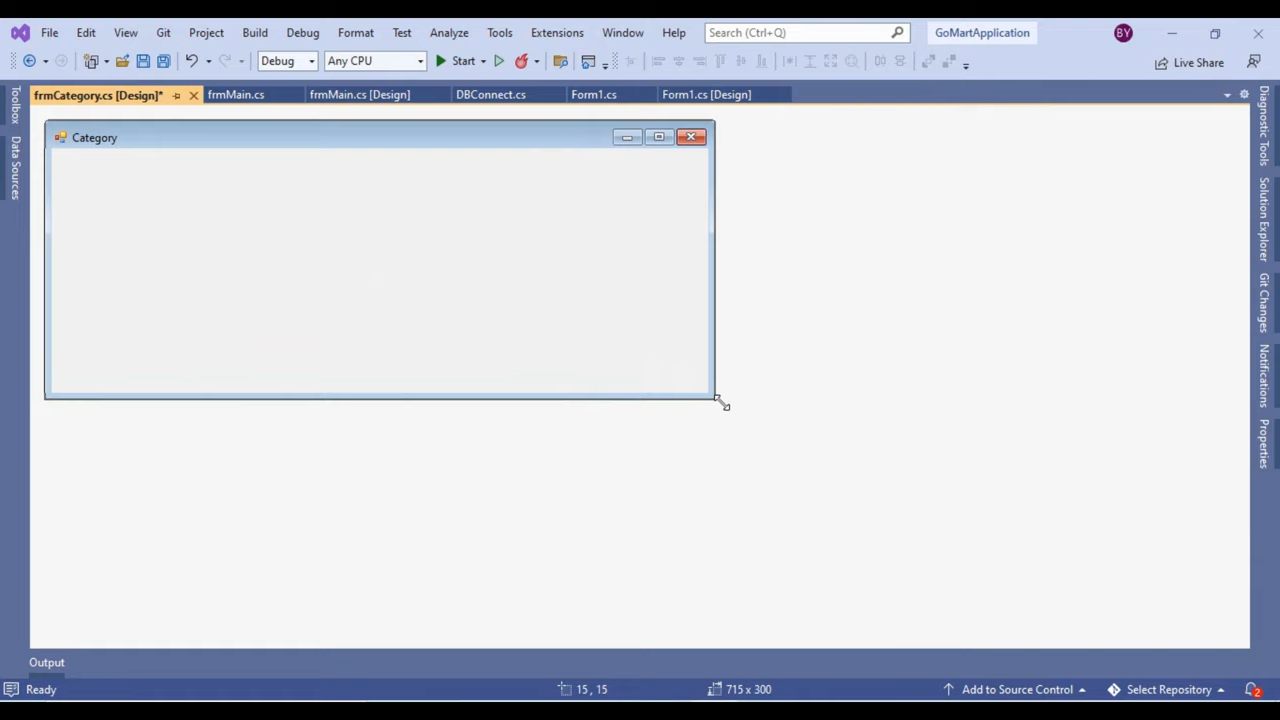 File Edit View Git Project Build Debug Format Test Analyze Tools Extensions Window Help Search (Ctrl+Q) GoMartApplication BY
Debug Any CPU Start Live Share
frmCategory.cs [Design]* frmMain.cs frmMain.cs [Design] DBConnect.cs Form1.cs Form1.cs [Design]
Toolbox
Data Sources
Category
Diagnostic Tools
Solution Explorer
Git Changes
Notifications
Properties
Output
Ready 15 , 15 715 x 300 Add to Source Control Select Repository 2